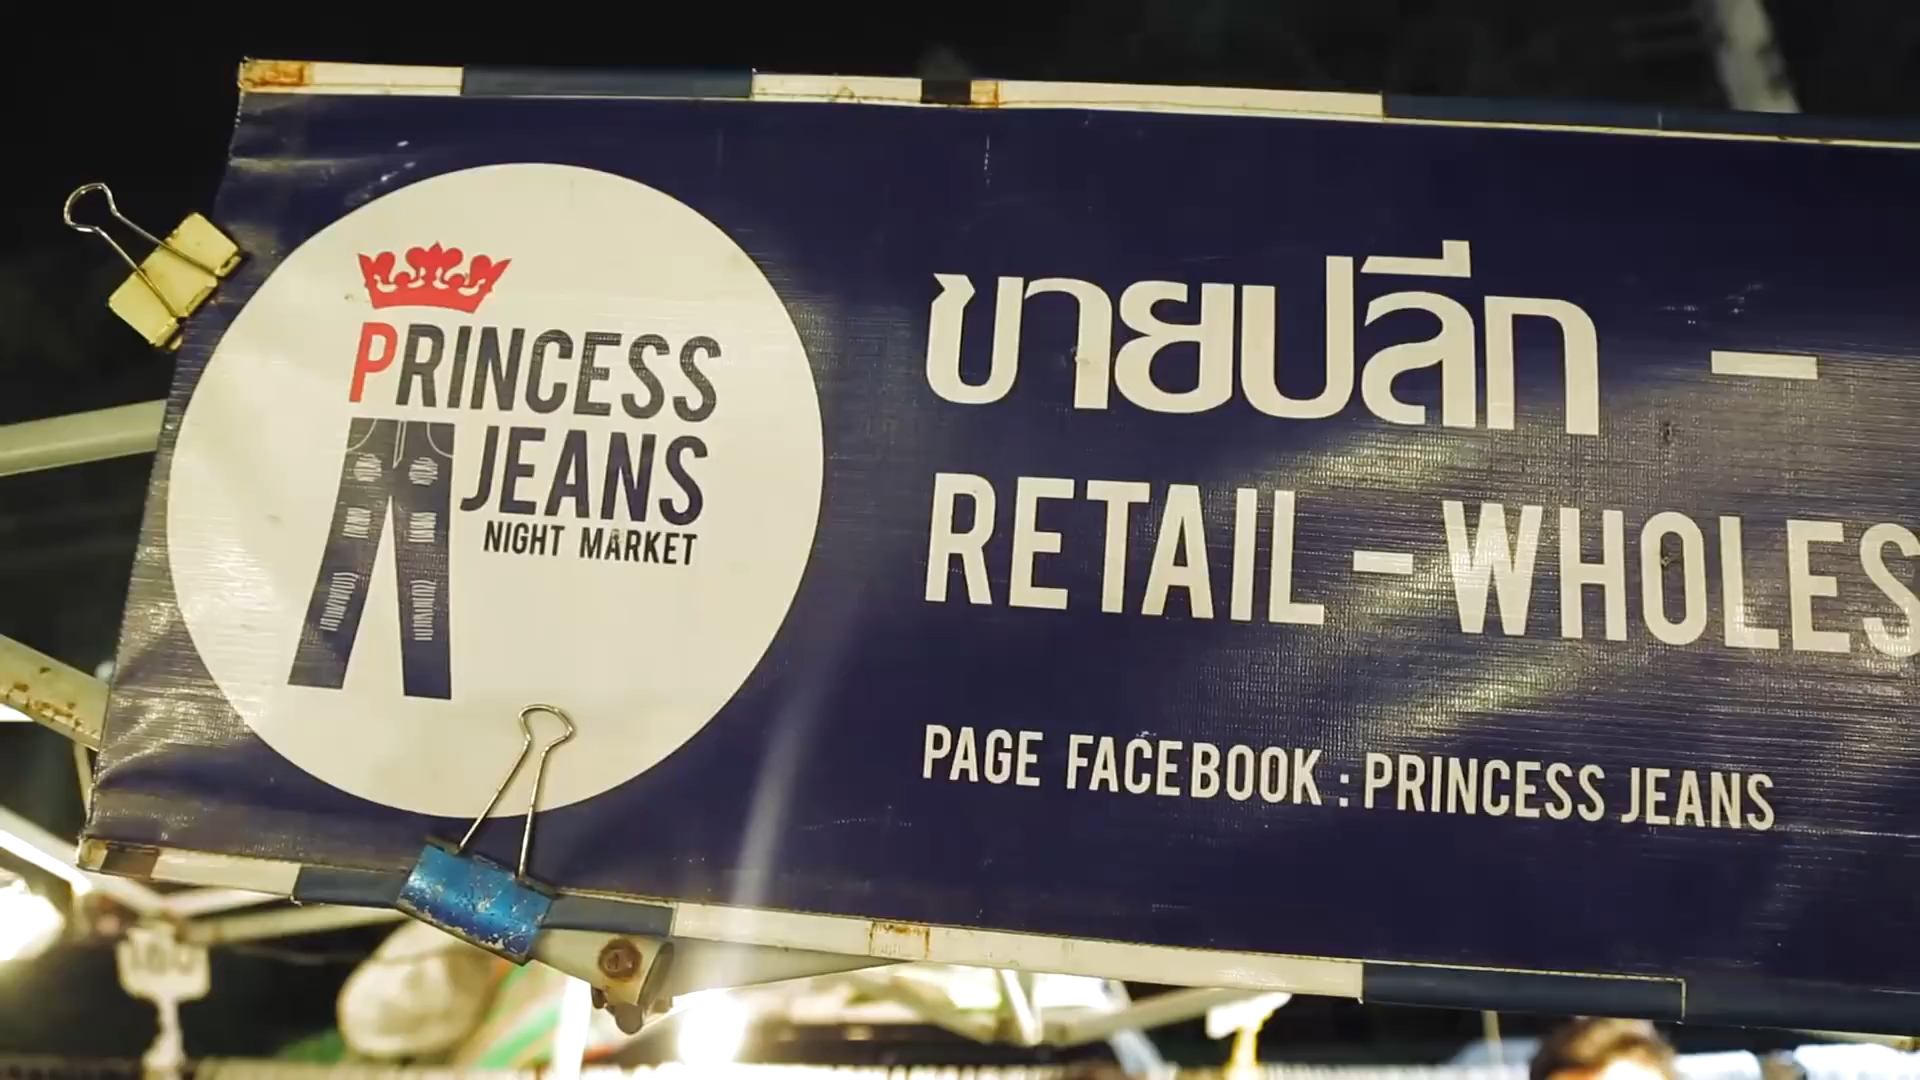 PRINCESS
JEANS
NIGHT MARKET
ขายปลีก -
RETAIL - WHOLES
PAGE FACEBOOK : PRINCESS JEANS